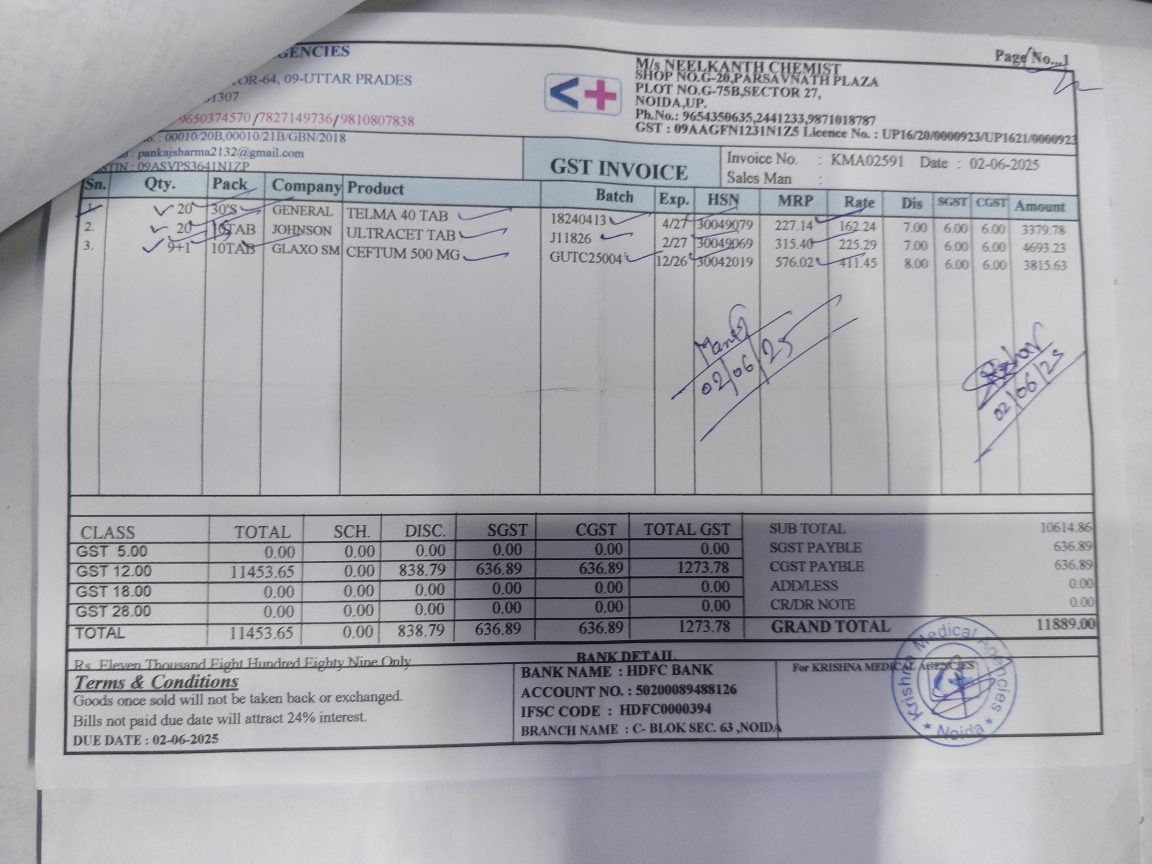 GENCIES
TOR-64, 09-UTTAR PRADES
01307
9650374570/7827149736/9810807838
00010/20B,00010/21B/GBN/2018
pankajsharma2132@gmail.com
09ASVPS3641N1ZP
Page No...1
M/s NEELKANTH CHEMIST
SHOP NO.G-20,PARSAVNATH PLAZA
PLOT NO.G-75B,SECTOR 27,
NOIDA,UP.
Ph.No.: 9654350635,2441233,9871018787
GST : 09AAGFN1231N1Z5 Licence No. : UP16/20/0000923/UP1621/0000923
GST INVOICE
Invoice No. : KMA02591 Date : 02-06-2025
Sales Man :
Sn. Qty. Pack Company Product Batch Exp. HSN MRP Rate Dis SGST CGST Amount
1. 20 30'S GENERAL TELMA 40 TAB 18240413 4/27 30049079 227.14 162.24 7.00 6.00 6.00 3379.78
2. 20 10TAB JOHNSON ULTRACET TAB J11826 2/27 30049069 315.40 225.29 7.00 6.00 6.00 4693.23
3. 9+1 10TAB GLAXO SM CEFTUM 500 MG GUTC25004 12/26 30042019 576.02 411.45 8.00 6.00 6.00 3815.63
02/06/25
02/06/25
CLASS TOTAL SCH. DISC. SGST CGST TOTAL GST
GST 5.00 0.00 0.00 0.00 0.00 0.00 0.00
GST 12.00 11453.65 0.00 838.79 636.89 636.89 1273.78
GST 18.00 0.00 0.00 0.00 0.00 0.00 0.00
GST 28.00 0.00 0.00 0.00 0.00 0.00 0.00
TOTAL 11453.65 0.00 838.79 636.89 636.89 1273.78
SUB TOTAL 10614.86
SGST PAYBLE 636.89
CGST PAYBLE 636.89
ADD/LESS 0.00
CR/DR NOTE 0.00
GRAND TOTAL 11889.00
Rs. Eleven Thousand Eight Hundred Eighty Nine Only
Terms & Conditions
Goods once sold will not be taken back or exchanged.
Bills not paid due date will attract 24% interest.
DUE DATE : 02-06-2025
BANK DETAIL
BANK NAME : HDFC BANK
ACCOUNT NO. : 50200089488126
IFSC CODE : HDFC0000394
BRANCH NAME : C- BLOK SEC. 63 ,NOIDA
For KRISHNA MEDICAL AGENCIES
Krishna Medical Agencies
Noida